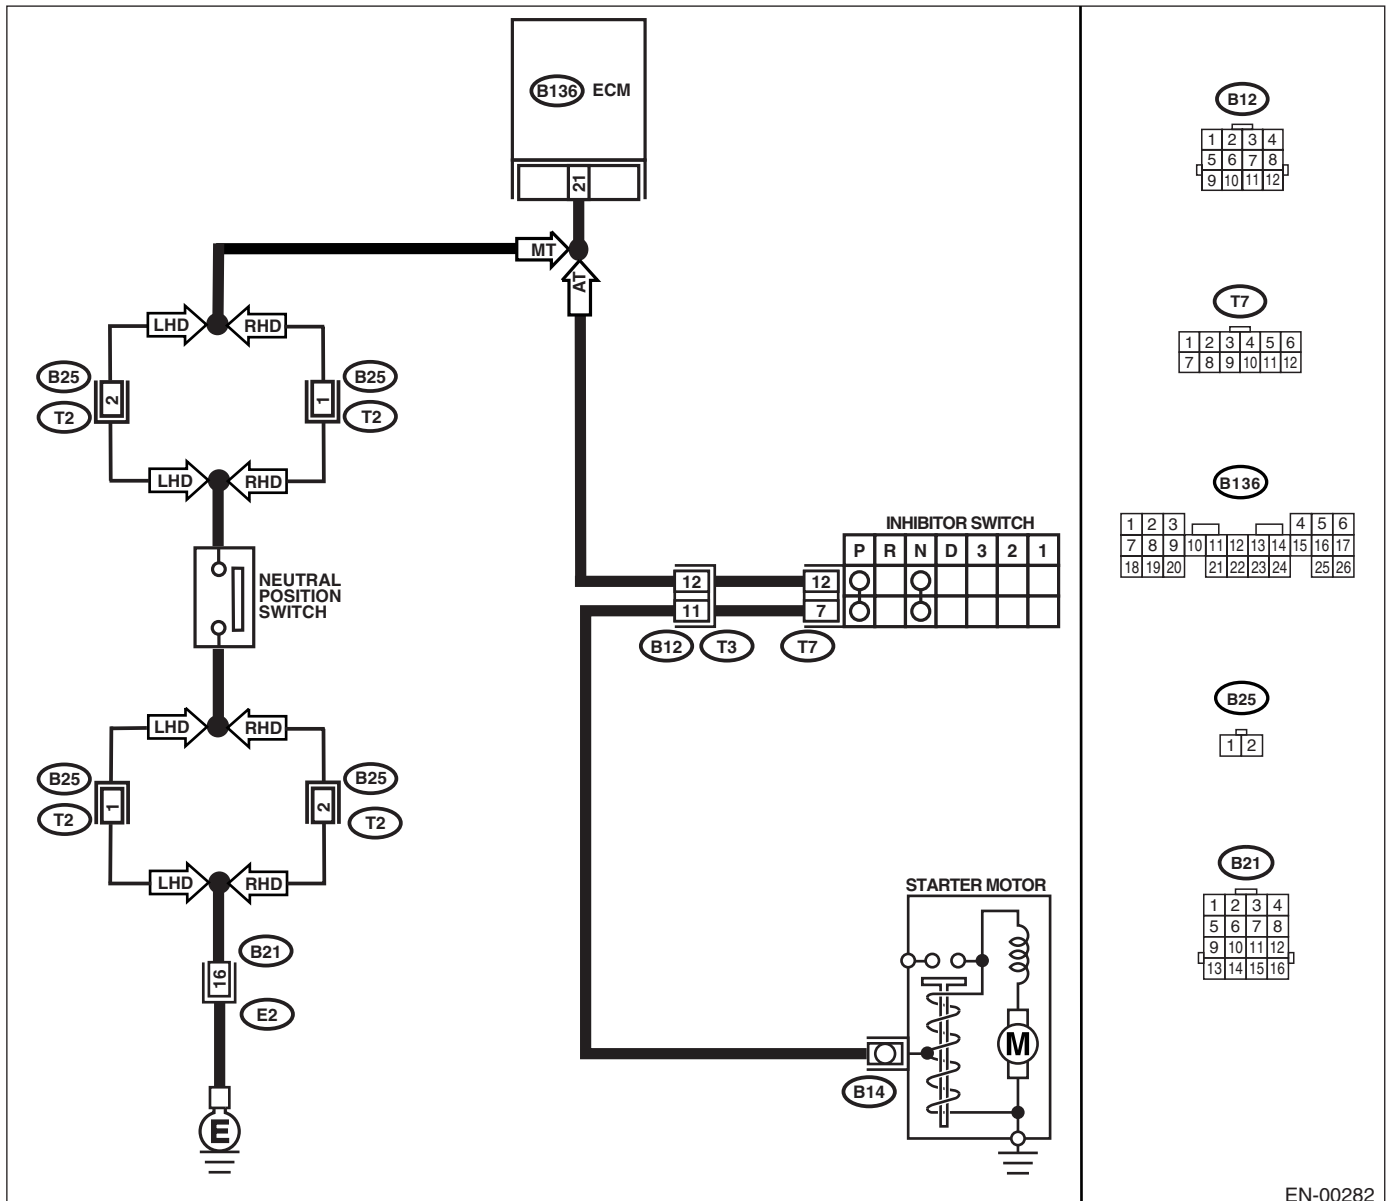 B136 ECM
21
MT
AT
LHD RHD
B25 B25
2 1
T2 T2
LHD RHD
NEUTRAL
POSITION
SWITCH
LHD RHD
B25 B25
1 2
T2 T2
LHD RHD
B21
16
E2
E
INHIBITOR SWITCH
P R N D 3 2 1
12 12
11 7
B12 T3 T7
STARTER MOTOR
M
B14
B12
1 2 3 4
5 6 7 8
9 10 11 12
T7
1 2 3 4 5 6
7 8 9 10 11 12
B136
1 2 3 4 5 6
7 8 9 10 11 12 13 14 15 16 17
18 19 20 21 22 23 24 25 26
B25
1 2
B21
1 2 3 4
5 6 7 8
9 10 11 12
13 14 15 16
EN-00282